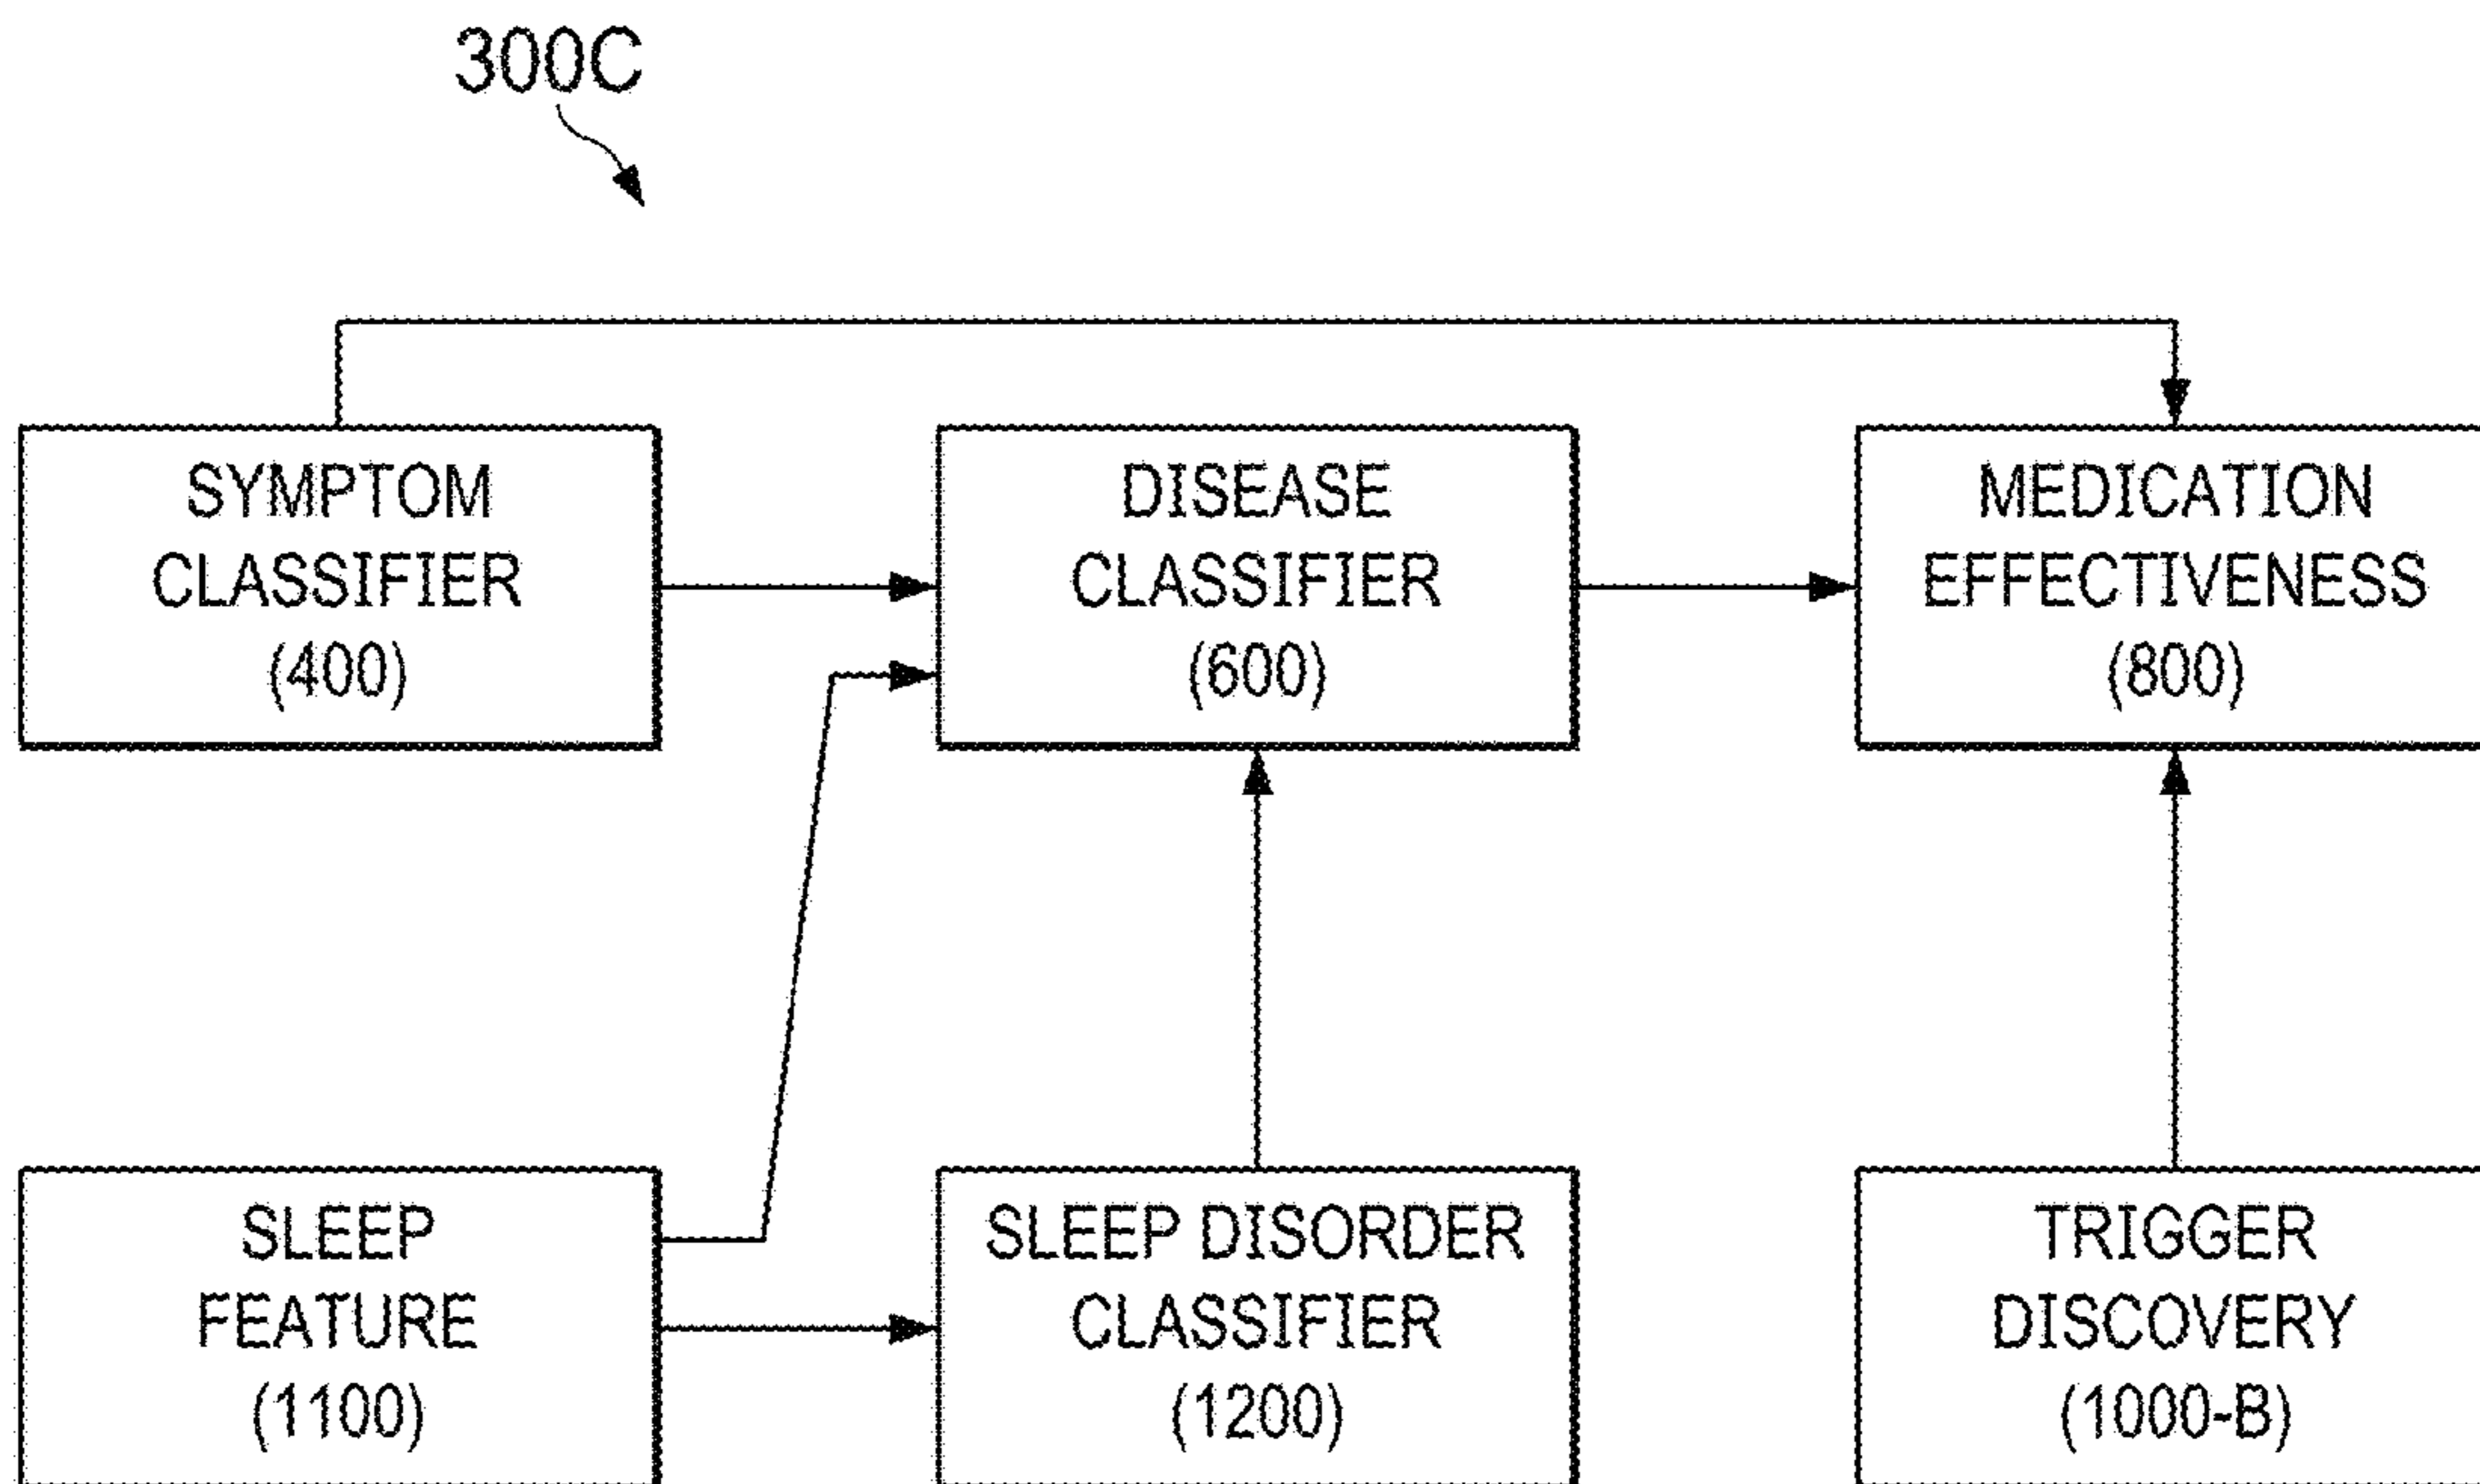 300C
SYMPTOM
CLASSIFIER
(400)
DISEASE
CLASSIFIER
(600)
MEDICATION
EFFECTIVENESS
(800)
SLEEP
FEATURE
(1100)
SLEEP DISORDER
CLASSIFIER
(1200)
TRIGGER
DISCOVERY
(1000-B)